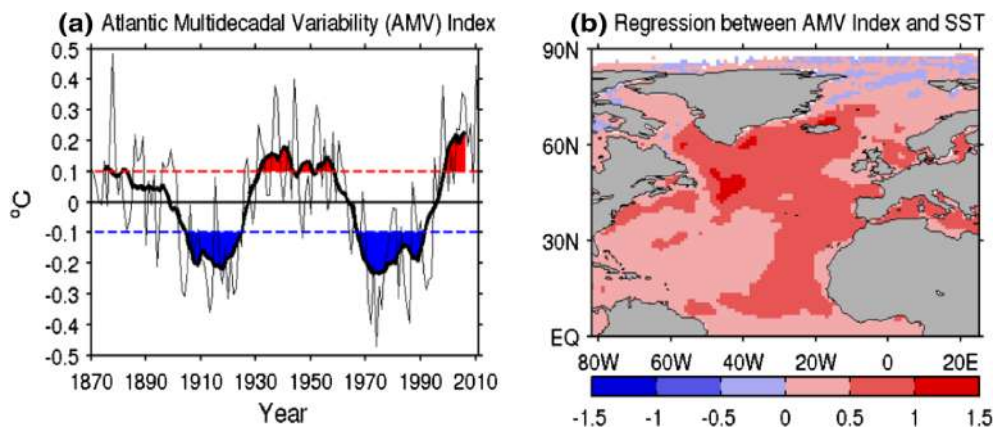 (a) Atlantic Multidecadal Variability (AMV) Index
0.5
0.4
0.3
0.2
0.1
0
-0.1
-0.2
-0.3
-0.4
-0.5
ºC
1870 1890 1910 1930 1950 1970 1990 2010
Year
(b) Regression between AMV Index and SST
90N
60N
30N
EQ
80W 60W 40W 20W 0 20E
-1.5 -1 -0.5 0 0.5 1 1.5